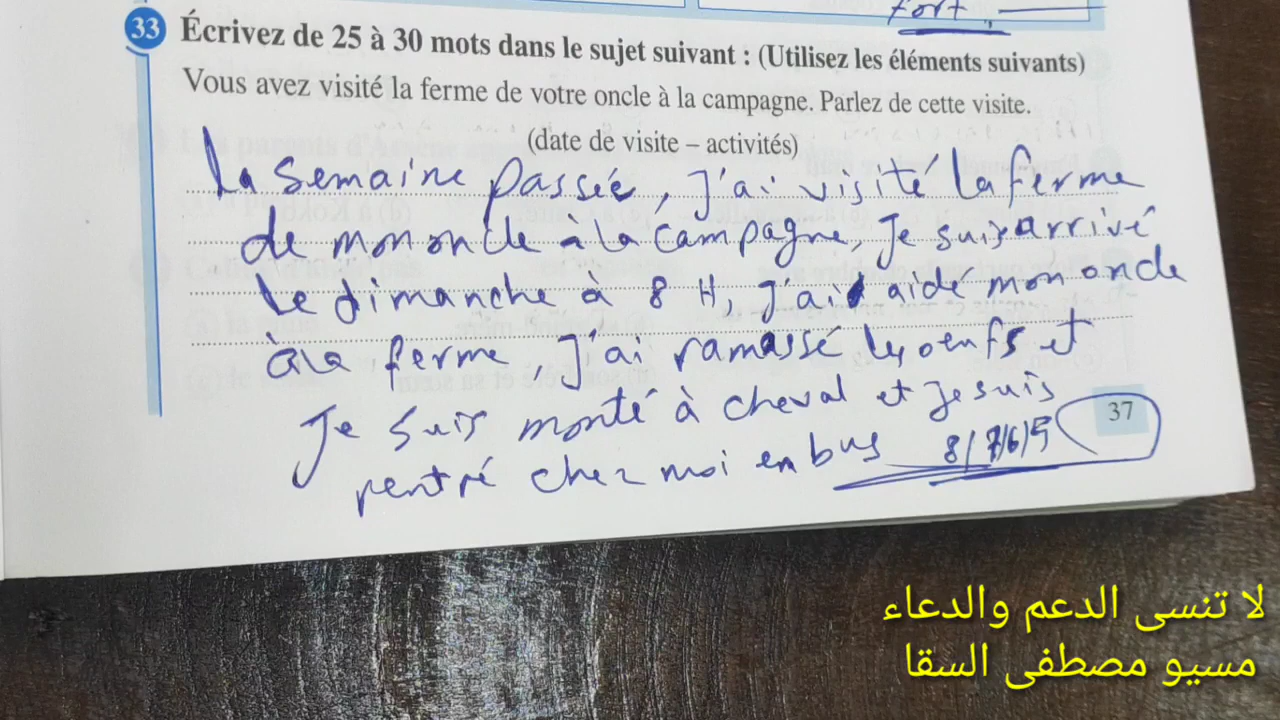 fort,
33 Écrivez de 25 à 30 mots dans le sujet suivant : (Utilisez les éléments suivants)
Vous avez visité la ferme de votre oncle à la campagne. Parlez de cette visite.
(date de visite – activités)
La semaine passée, J'ai visité la ferme
de mon oncle à la campagne, Je suis arrivé
le dimanche à 8 H, J'ai aidé mon oncle
à la ferme, J'ai ramassé les oeufs et
Je suis monté à cheval et je suis
rentré chez moi en bus 8/7/6/5
37
لا تنسى الدعم والدعاء
مسيو مصطفى السقا